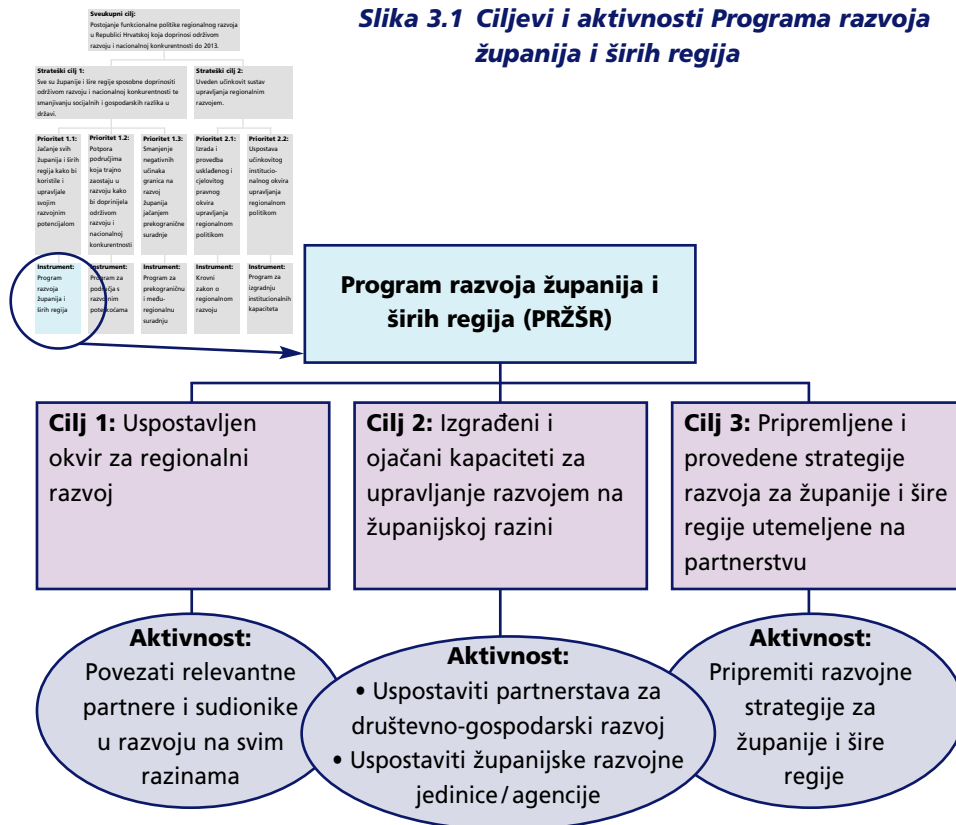 Slika 3.1 Ciljevi i aktivnosti Programa razvoja
županija i širih regija
Sveukupni cilj:
Postojanje funkcionalne politike regionalnog razvoja
u Republici Hrvatskoj koja doprinosi održivom
razvoju i nacionalnoj konkurentnosti do 2013.
Strateški cilj 1:
Sve su županije i šire regije sposobne doprinositi
održivom razvoju i nacionalnoj konkurentnosti te
smanjivanju socijalnih i gospodarskih razlika u
državi.
Strateški cilj 2:
Uveden učinkovit sustav
upravljanja regionalnim
razvojem.
Prioritet 1.1:
Jačanje svih
županija i širih
regija kako bi
koristile i
upravljale
svojim
razvojnim
potencijalom
Prioritet 1.2:
Potpora
područjima
koja trajno
zaostaju u
razvoju kako
bi doprinijela
održivom
razvoju i
nacionalnoj
konkurentnosti
Prioritet 1.3:
Smanjenje
negativnih
učinaka
granica na
razvoj
županija
jačanjem
prekogranične
suradnje
Prioritet 2.1:
Izrada i
provedba
usklađenog i
cjelovitog
pravnog
okvira
upravljanja
regionalnom
politikom
Prioritet 2.2:
Uspostava
učinkovitog
institucio-
nalnog okvira
upravljanja
regionalnom
politikom
Instrument:
Program
razvoja
županija i
širih regija
Instrument:
Program za
područja s
razvojnim
poteškoćama
Instrument:
Program za
prekograničnu
i među-
regionalnu
suradnju
Instrument:
Krovni
zakon o
regionalnom
razvoju
Instrument:
Program za
izgradnju
institucionalnih
kapaciteta
Program razvoja županija i
širih regija (PRŽŠR)
Cilj 1: Uspostavljen
okvir za regionalni
razvoj
Cilj 2: Izgrađeni i
ojačani kapaciteti za
upravljanje razvojem na
županijskoj razini
Cilj 3: Pripremljene i
provedene strategije
razvoja za županije i šire
regije utemeljene na
partnerstvu
Aktivnost:
Povezati relevantne
partnere i sudionike
u razvoju na svim
razinama
Aktivnost:
• Uspostaviti partnerstava za
društveno-gospodarski razvoj
• Uspostaviti županijske razvojne
jedinice/agencije
Aktivnost:
Pripremiti razvojne
strategije za
županije i šire
regije